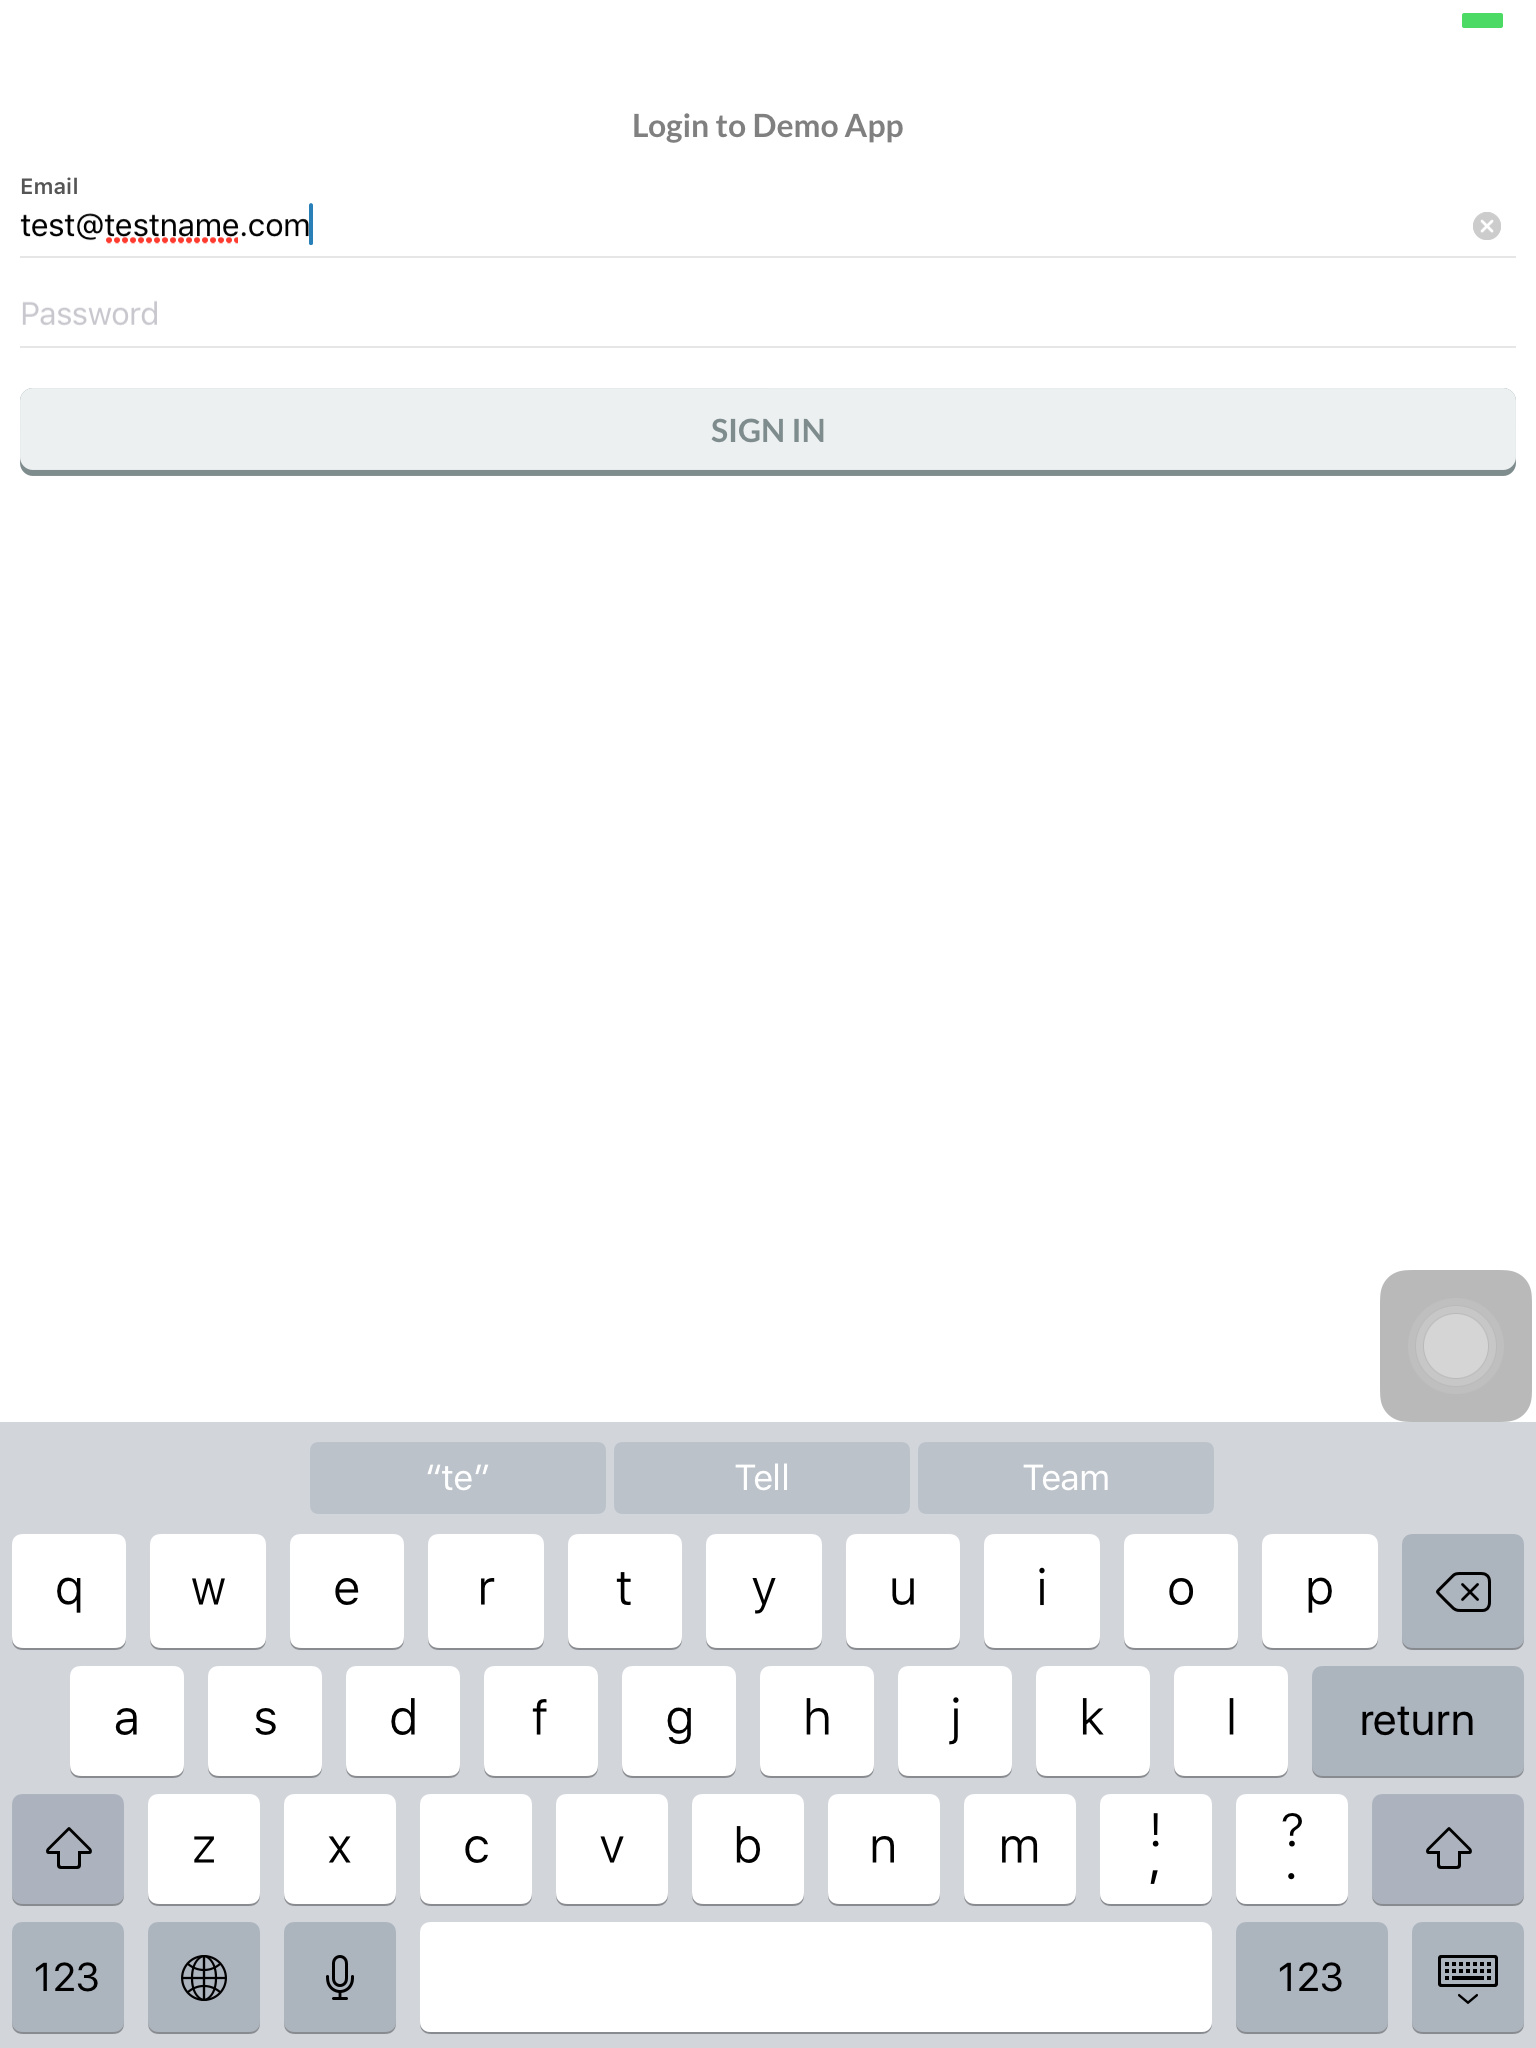 Login to Demo App
Email
test@testname.com
Password
SIGN IN
“te” Tell Team
q w e r t y u i o p
a s d f g h j k l return
z x c v b n m ! , ? .
123 123